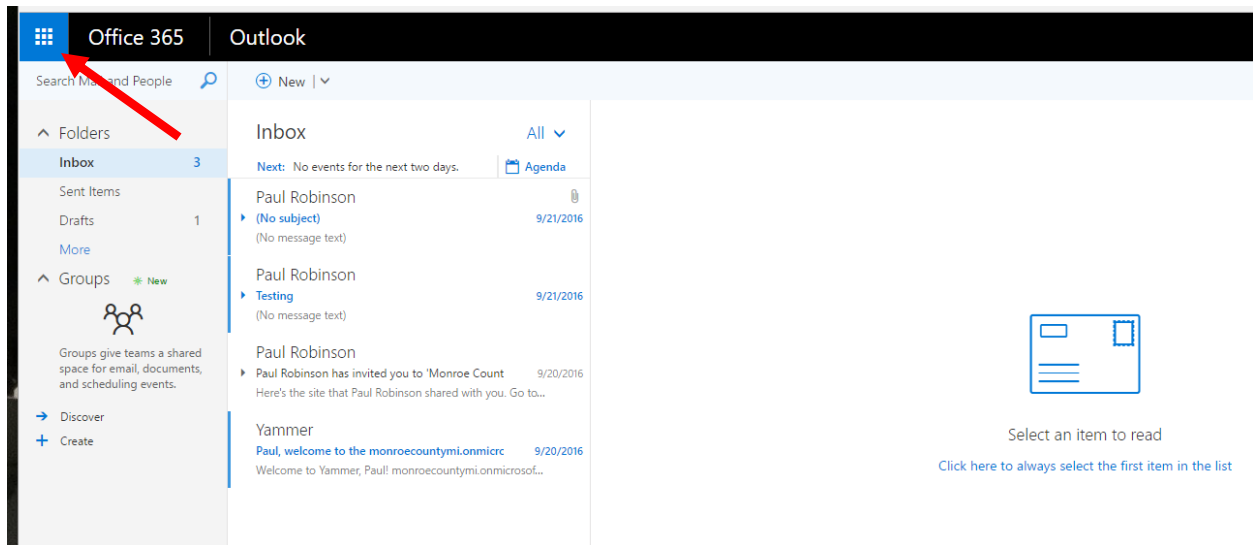 Office 365
Outlook
Search Mail and People
New
Folders
Inbox 3
Sent Items
Drafts 1
More
Groups New
Groups give teams a shared
space for email, documents,
and scheduling events.
Discover
Create
Inbox All
Next: No events for the next two days. Agenda
Paul Robinson
(No subject) 9/21/2016
(No message text)
Paul Robinson
Testing 9/21/2016
(No message text)
Paul Robinson
Paul Robinson has invited you to 'Monroe Count 9/20/2016
Here's the site that Paul Robinson shared with you. Go to...
Yammer
Paul, welcome to the monroecountymi.onmicrc 9/20/2016
Welcome to Yammer, Paul! monroecountymi.onmicrosof...
Select an item to read
Click here to always select the first item in the list